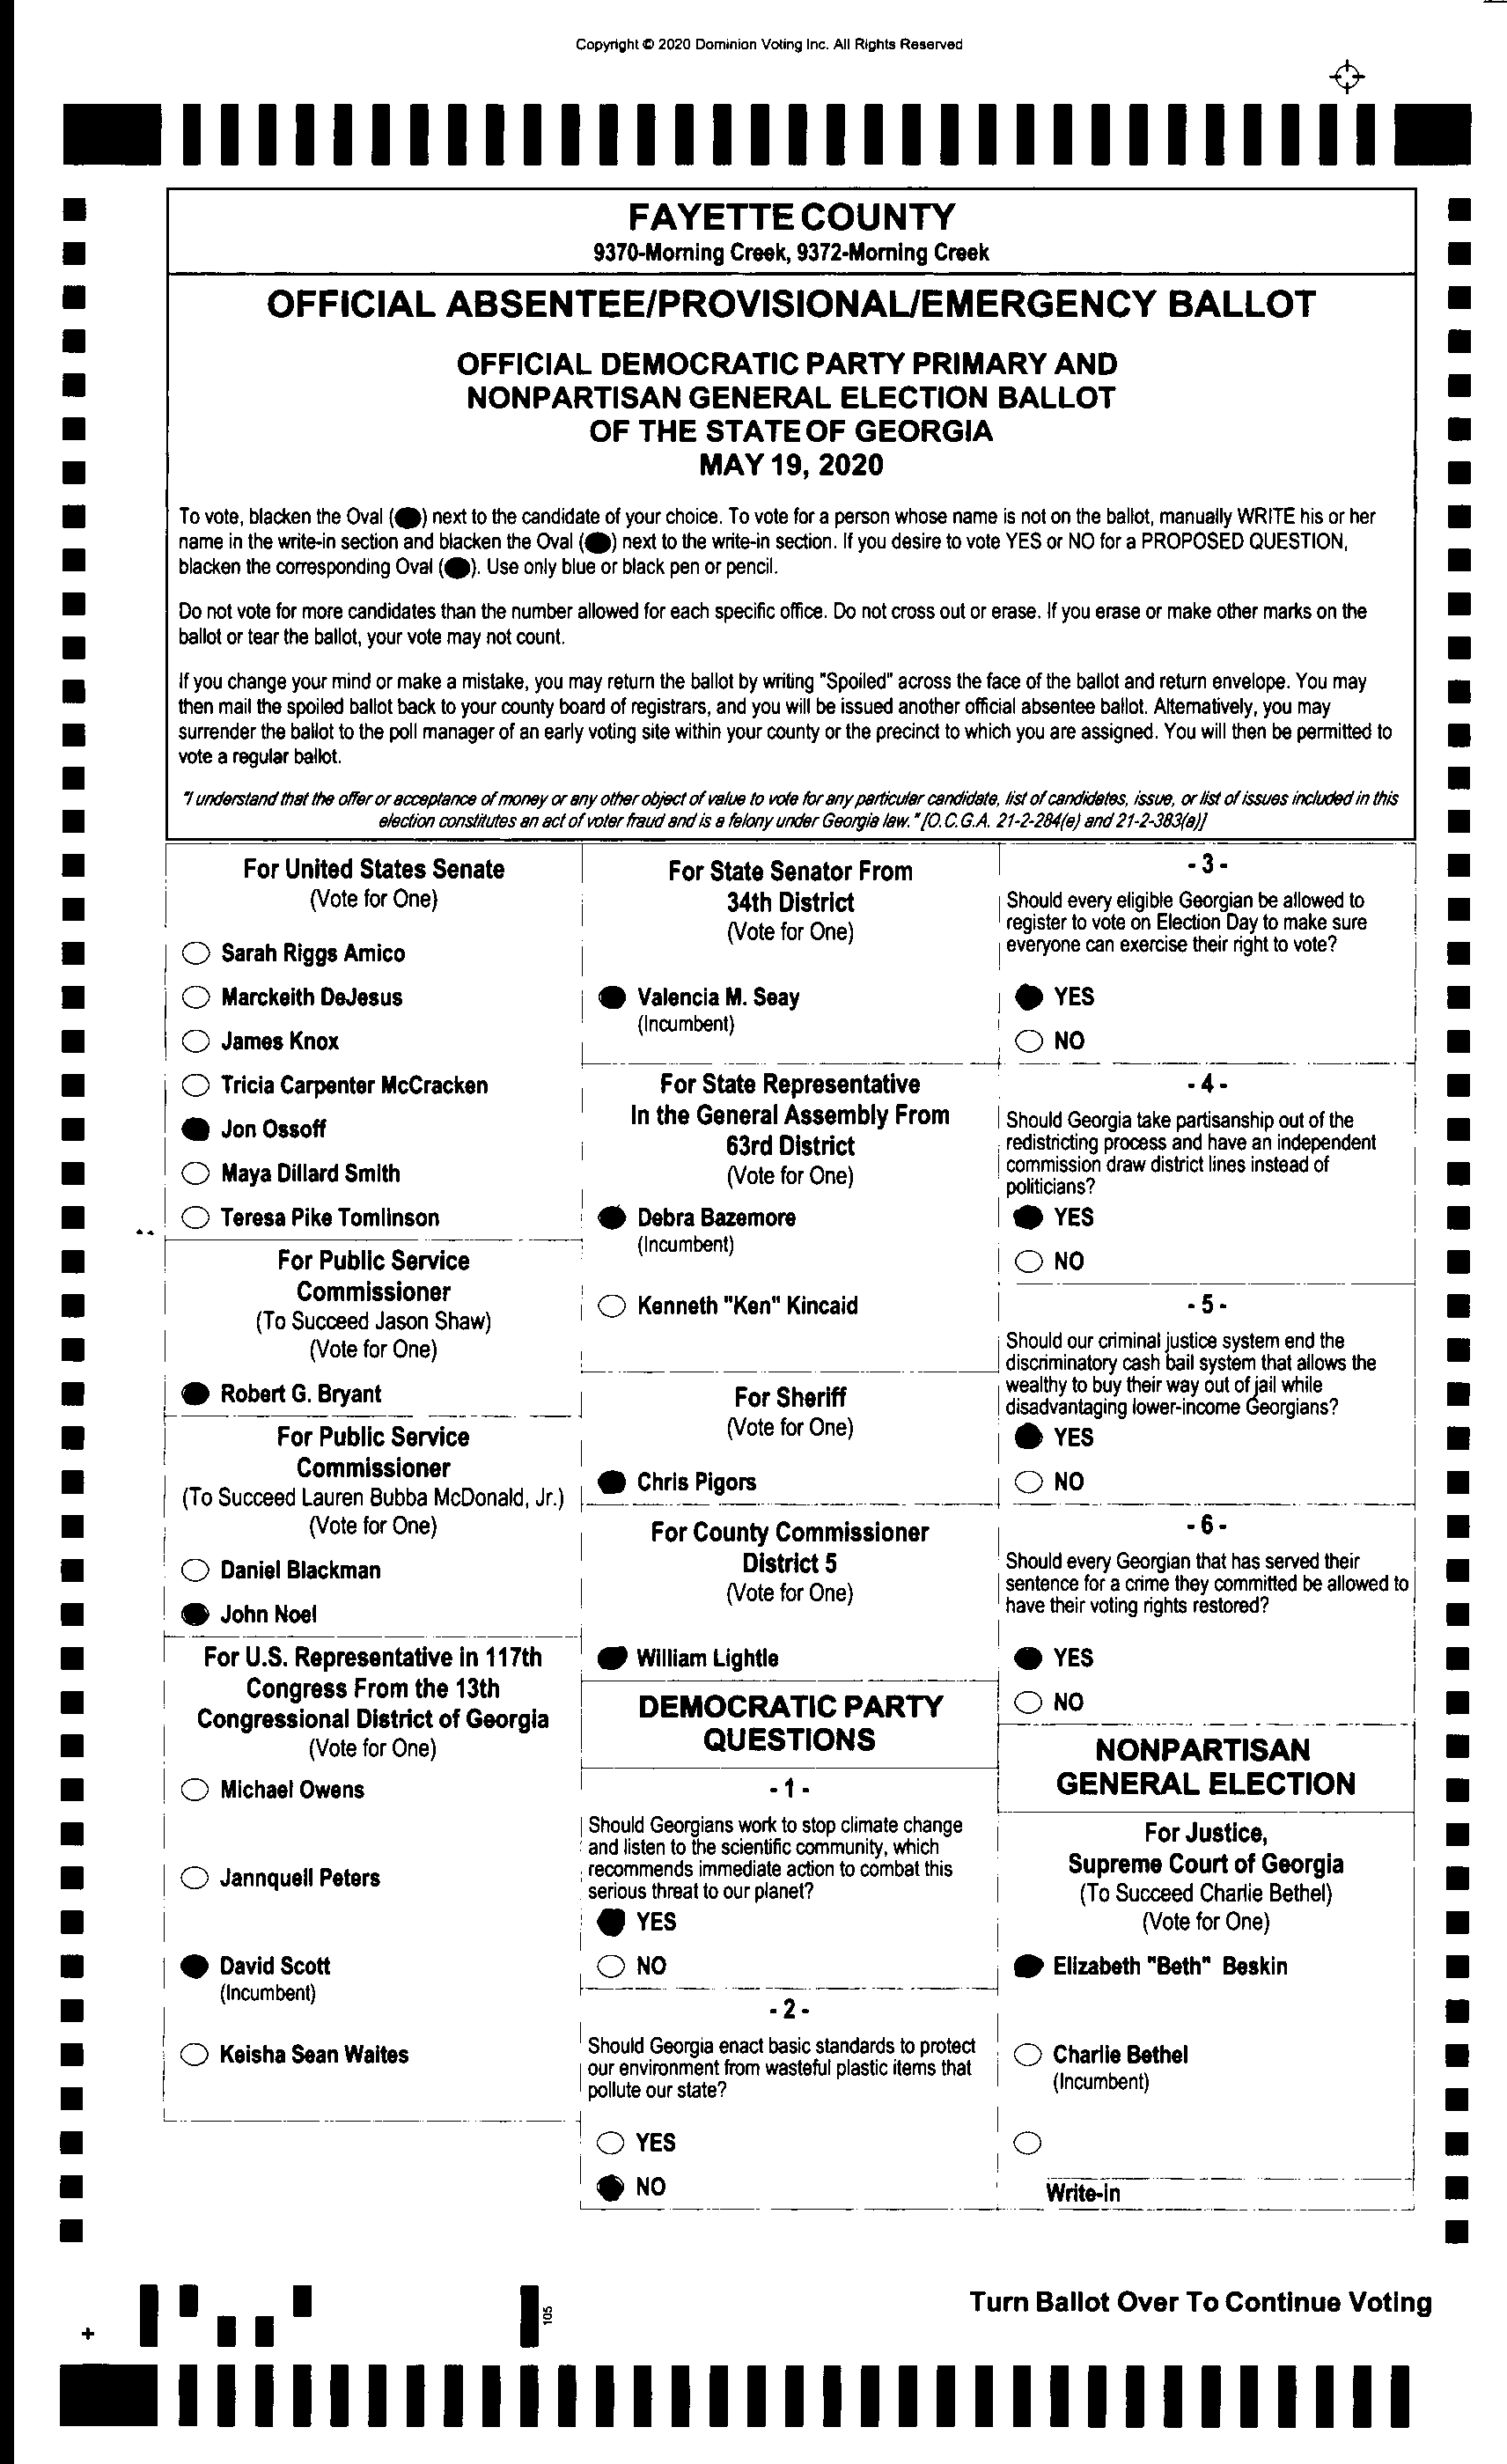 Copyright © 2020 Dominion Voting Inc. All Rights Reserved
FAYETTE COUNTY
9370-Morning Creek, 9372-Morning Creek
OFFICIAL ABSENTEE/PROVISIONAL/EMERGENCY BALLOT
OFFICIAL DEMOCRATIC PARTY PRIMARY AND
NONPARTISAN GENERAL ELECTION BALLOT
OF THE STATE OF GEORGIA
MAY 19, 2020
To vote, blacken the Oval ( ) next to the candidate of your choice. To vote for a person whose name is not on the ballot, manually WRITE his or her
name in the write-in section and blacken the Oval ( ) next to the write-in section. If you desire to vote YES or NO for a PROPOSED QUESTION,
blacken the corresponding Oval ( ). Use only blue or black pen or pencil.
Do not vote for more candidates than the number allowed for each specific office. Do not cross out or erase. If you erase or make other marks on the
ballot or tear the ballot, your vote may not count.
If you change your mind or make a mistake, you may return the ballot by writing "Spoiled" across the face of the ballot and return envelope. You may
then mail the spoiled ballot back to your county board of registrars, and you will be issued another official absentee ballot. Alternatively, you may
surrender the ballot to the poll manager of an early voting site within your county or the precinct to which you are assigned. You will then be permitted to
vote a regular ballot.
"I understand that the offer or acceptance of money or any other object of value to vote for any particular candidate, list of candidates, issue, or list of issues included in this
election constitutes an act of voter fraud and is a felony under Georgia law." [O.C.G.A. 21-2-284(e) and 21-2-383(a)]
For United States Senate
(Vote for One)
Sarah Riggs Amico
Marckeith DeJesus
James Knox
Tricia Carpenter McCracken
Jon Ossoff
Maya Dillard Smith
Teresa Pike Tomlinson
For Public Service
Commissioner
(To Succeed Jason Shaw)
(Vote for One)
Robert G. Bryant
For Public Service
Commissioner
(To Succeed Lauren Bubba McDonald, Jr.)
(Vote for One)
Daniel Blackman
John Noel
For U.S. Representative in 117th
Congress From the 13th
Congressional District of Georgia
(Vote for One)
Michael Owens
Jannquell Peters
David Scott
(Incumbent)
Keisha Sean Waites
For State Senator From
34th District
(Vote for One)
Valencia M. Seay
(Incumbent)
For State Representative
In the General Assembly From
63rd District
(Vote for One)
Debra Bazemore
(Incumbent)
Kenneth "Ken" Kincaid
For Sheriff
(Vote for One)
Chris Pigors
For County Commissioner
District 5
(Vote for One)
William Lightle
DEMOCRATIC PARTY
QUESTIONS
- 1 -
Should Georgians work to stop climate change
and listen to the scientific community, which
recommends immediate action to combat this
serious threat to our planet?
YES
NO
- 2 -
Should Georgia enact basic standards to protect
our environment from wasteful plastic items that
pollute our state?
YES
NO
- 3 -
Should every eligible Georgian be allowed to
register to vote on Election Day to make sure
everyone can exercise their right to vote?
YES
NO
- 4 -
Should Georgia take partisanship out of the
redistricting process and have an independent
commission draw district lines instead of
politicians?
YES
NO
- 5 -
Should our criminal justice system end the
discriminatory cash bail system that allows the
wealthy to buy their way out of jail while
disadvantaging lower-income Georgians?
YES
NO
- 6 -
Should every Georgian that has served their
sentence for a crime they committed be allowed to
have their voting rights restored?
YES
NO
NONPARTISAN
GENERAL ELECTION
For Justice,
Supreme Court of Georgia
(To Succeed Charlie Bethel)
(Vote for One)
Elizabeth "Beth" Beskin
Charlie Bethel
(Incumbent)
Write-in
Turn Ballot Over To Continue Voting
105